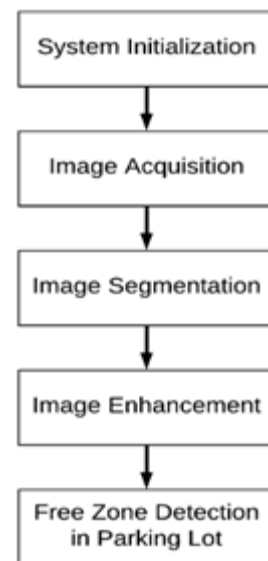 System Initialization
Image Acquisition
Image Segmentation
Image Enhancement
Free Zone Detection
in Parking Lot